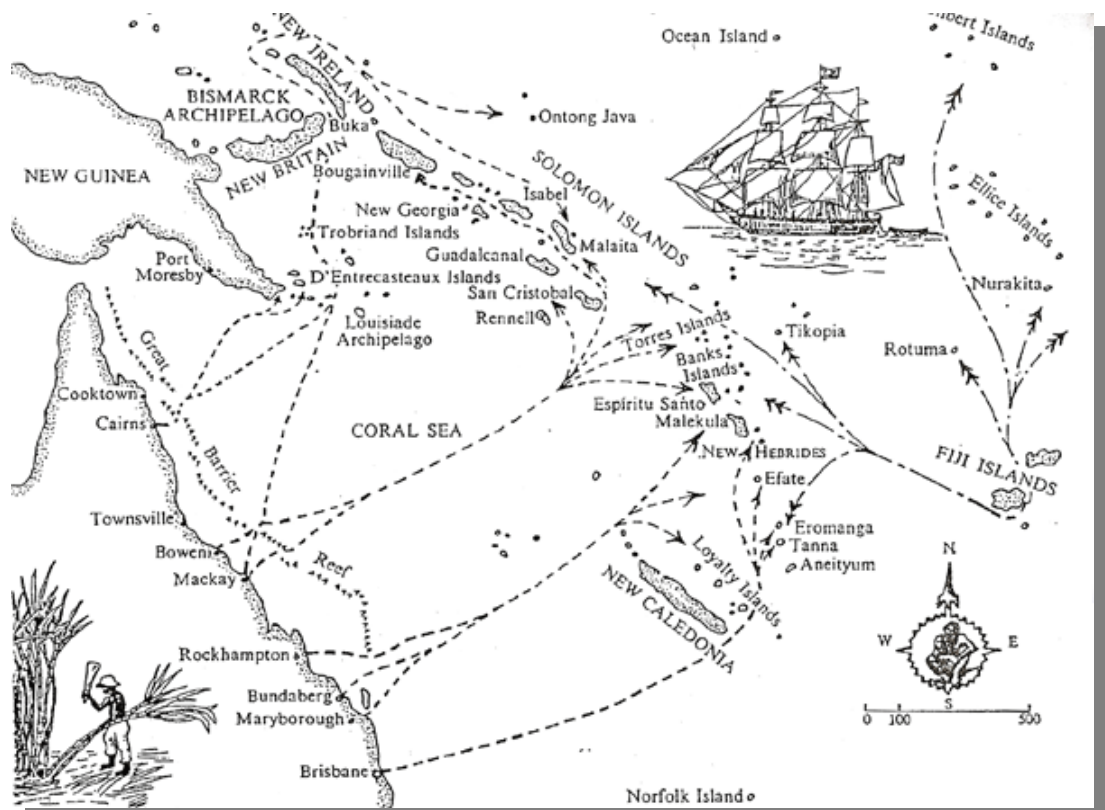 NEW IRELAND
Ocean Island
mbert Islands
BISMARCK
ARCHIPELAGO
Buka
Ontong Java
NEW GUINEA
NEW BRITAIN
Bougainville
SOLOMON ISLANDS
Isabel
Ellice Islands
New Georgia
Trobriand Islands
Malaita
Port
Moresby
Guadalcanal
D'Entrecasteaux Islands
San Cristobal
Nurakita
Rennell
Louisiade
Archipelago
Torres Islands
Tikopia
Rotuma
Great
Barrier
Reef
Banks
Islands
Cooktown
Cairns
Espíritu Santo
Malekula
CORAL SEA
NEW HEBRIDES
FIJI ISLANDS
Efate
Townsville
Bowen
Mackay
Eromanga
Tanna
Aneityum
Loyalty Islands
NEW CALEDONIA
N
W
E
S
Rockhampton
Bundaberg
Maryborough
0 100 500
Brisbane
Norfolk Island